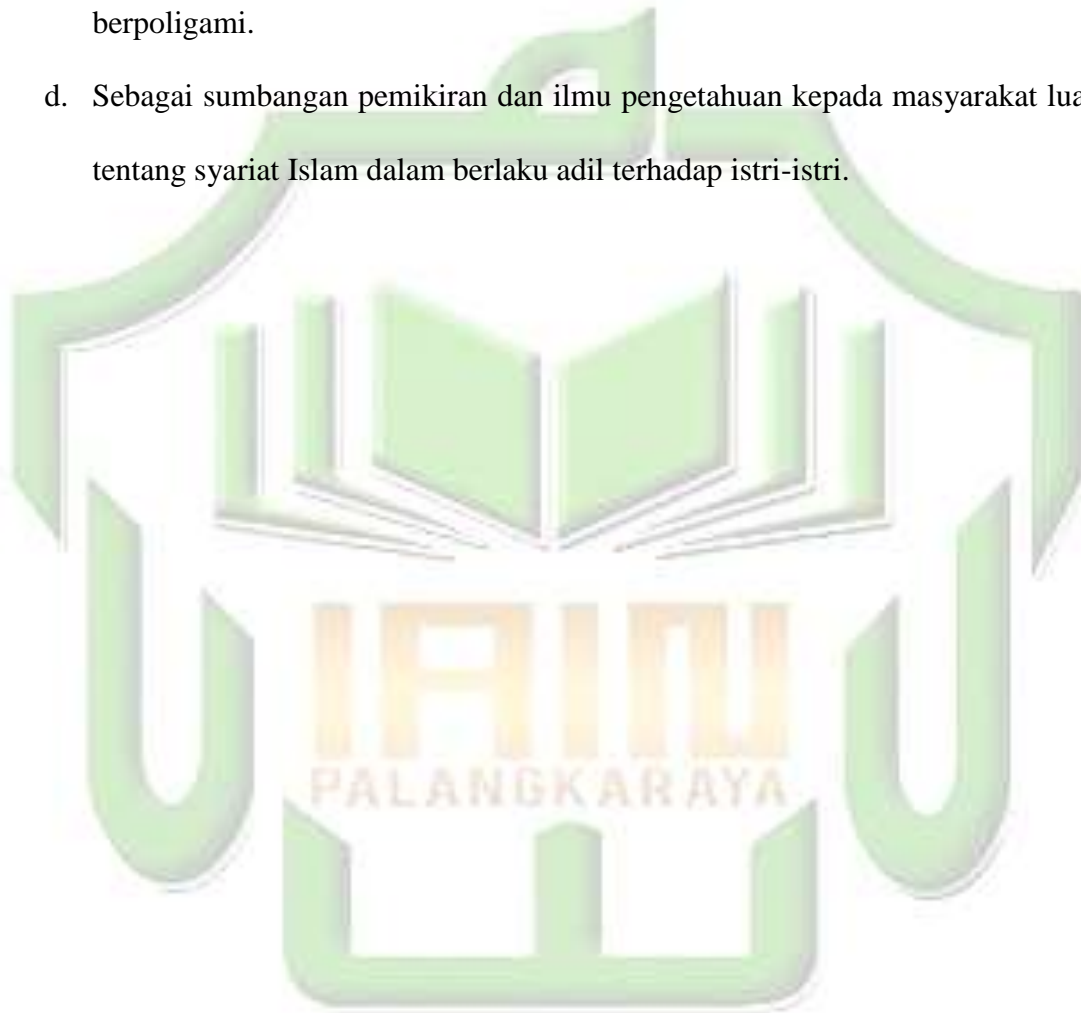 berpoligami.
d. Sebagai sumbangan pemikiran dan ilmu pengetahuan kepada masyarakat lua
tentang syariat Islam dalam berlaku adil terhadap istri-istri.
IAIN
PALANGKARAYA